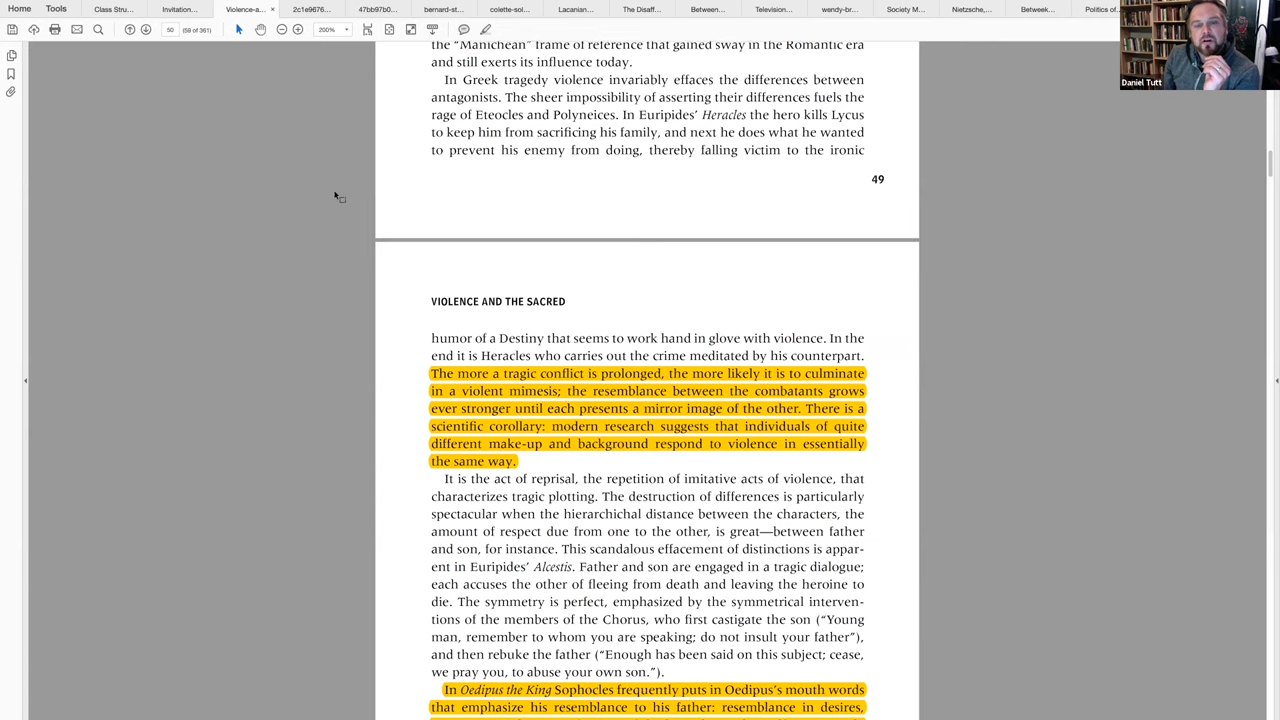 Home Tools Class Stru... Invitation... Violence-a... × 2c1e9676... 47bb97b0... bernard-st... colette-sol... Lacanian... The Disaff... Between... Television... wendy-br... Society M... Nietzsche,... Betweek... Politics of...
50 (58 of 361) 200%
the “Manichean” frame of reference that gained sway in the Romantic era
and still exerts its influence today.
In Greek tragedy violence invariably effaces the differences between
antagonists. The sheer impossibility of asserting their differences fuels the
rage of Eteocles and Polyneices. In Euripides’ Heracles the hero kills Lycus
to keep him from sacrificing his family, and next he does what he wanted
to prevent his enemy from doing, thereby falling victim to the ironic
49
VIOLENCE AND THE SACRED
humor of a Destiny that seems to work hand in glove with violence. In the
end it is Heracles who carries out the crime meditated by his counterpart.
The more a tragic conflict is prolonged, the more likely it is to culminate
in a violent mimesis; the resemblance between the combatants grows
ever stronger until each presents a mirror image of the other. There is a
scientific corollary: modern research suggests that individuals of quite
different make-up and background respond to violence in essentially
the same way.
It is the act of reprisal, the repetition of imitative acts of violence, that
characterizes tragic plotting. The destruction of differences is particularly
spectacular when the hierarchichal distance between the characters, the
amount of respect due from one to the other, is great—between father
and son, for instance. This scandalous effacement of distinctions is appar-
ent in Euripides’ Alcestis. Father and son are engaged in a tragic dialogue;
each accuses the other of fleeing from death and leaving the heroine to
die. The symmetry is perfect, emphasized by the symmetrical interven-
tions of the members of the Chorus, who first castigate the son (“Young
man, remember to whom you are speaking; do not insult your father”),
and then rebuke the father (“Enough has been said on this subject; cease,
we pray you, to abuse your own son.”).
In Oedipus the King Sophocles frequently puts in Oedipus’s mouth words
that emphasize his resemblance to his father: resemblance in desires,
Daniel Tutt